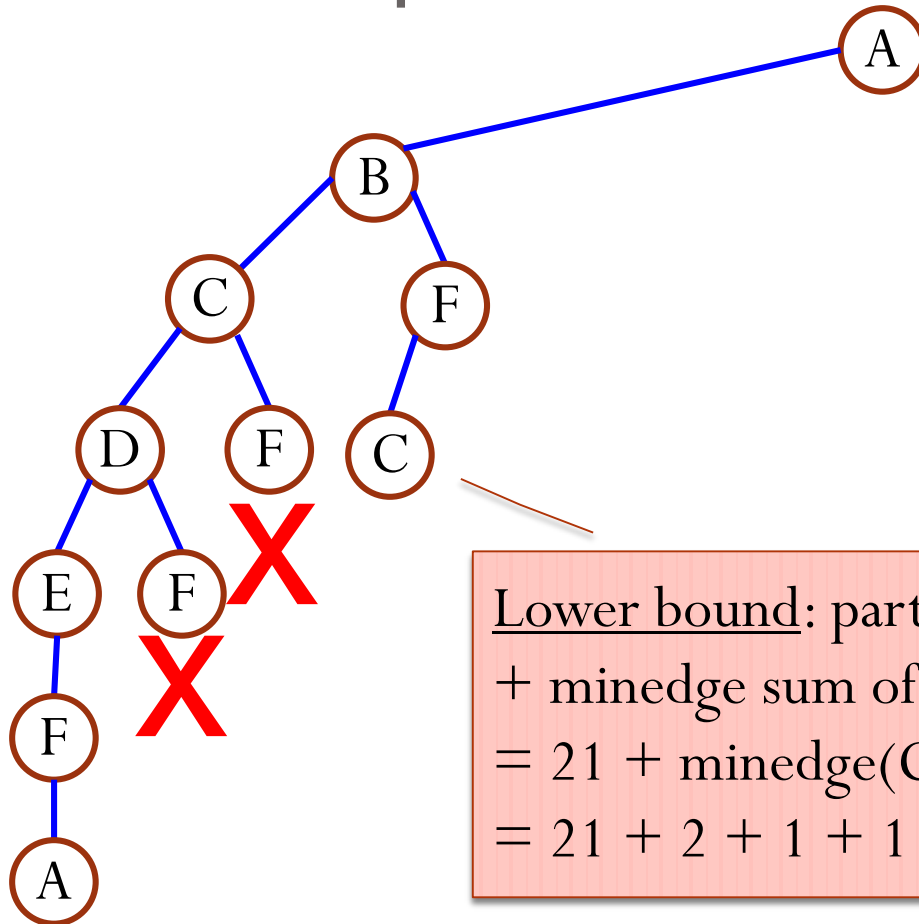 A
B
C
F
D
F
C
X
E
F
Lower bound: part
X
+ minedge sum of
F
= 21 + minedge(C
= 21 + 2 + 1 + 1
A